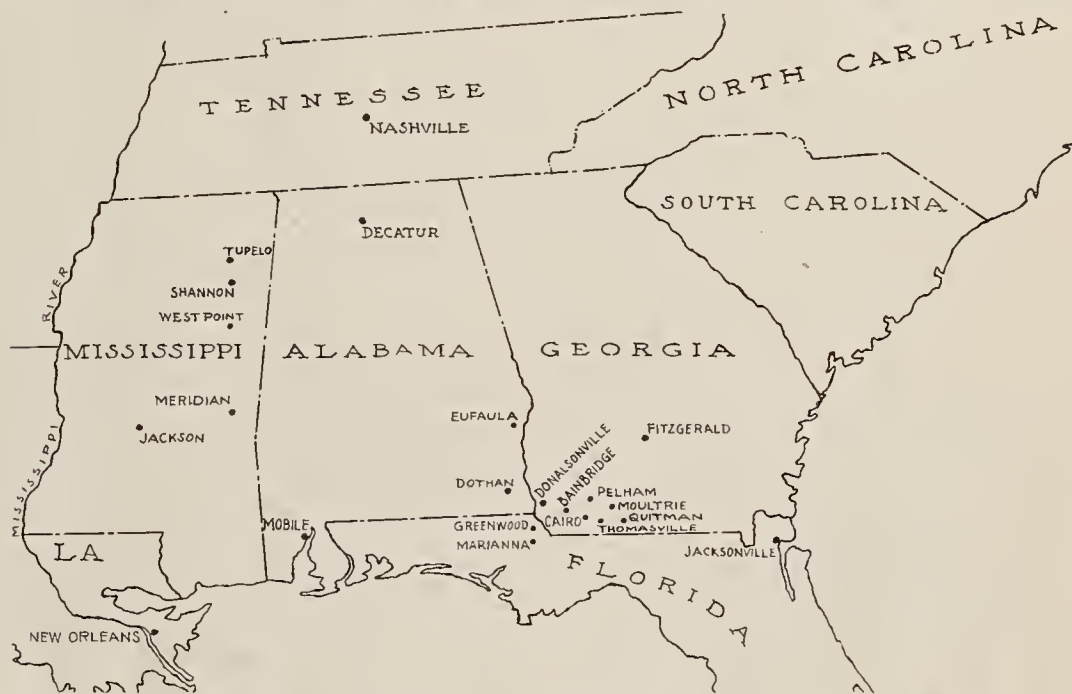 NORTH CAROLINA
TENNESSEE
NASHVILLE
SOUTH CAROLINA
DECATUR
TUPELO
SHANNON
WEST POINT
MISSISSIPPI RIVER
MISSISSIPPI
ALABAMA
GEORGIA
MERIDIAN
JACKSON
EUFAULA
FITZGERALD
DONALSONVILLE
BAINBRIDGE
DOTHAN
PELHAM
MOULTRIE
CAIRO
QUITMAN
THOMASVILLE
GREENWOOD
MARIANNA
MOBILE
JACKSONVILLE
LA
FLORIDA
NEW ORLEANS